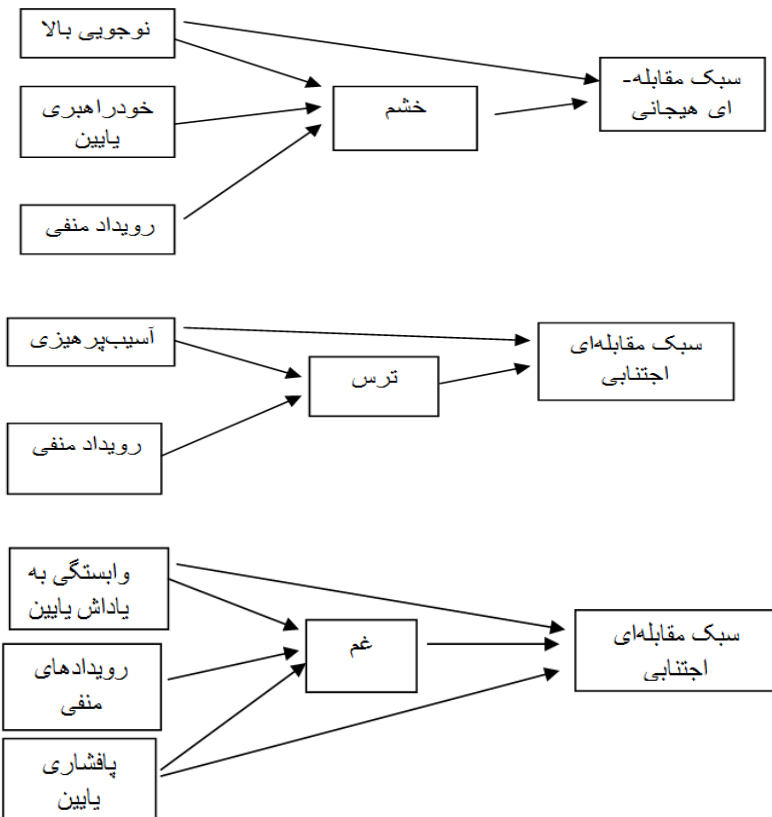 نوجویی بالا
سبک مقابله-
ای هیجانی
خودراهبری
پایین
خشم
رویداد منفی
آسیب‌پرهیزی
سبک مقابله‌ای
اجتنابی
ترس
رویداد منفی
وابستگی به
پاداش پایین
غم
سبک مقابله‌ای
اجتنابی
رویدادهای
منفی
پافشاری
پایین